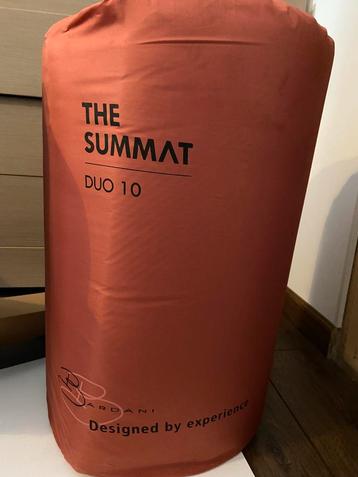 THE
SUMMAT
DUO 10
BARDANI
Designed by experience